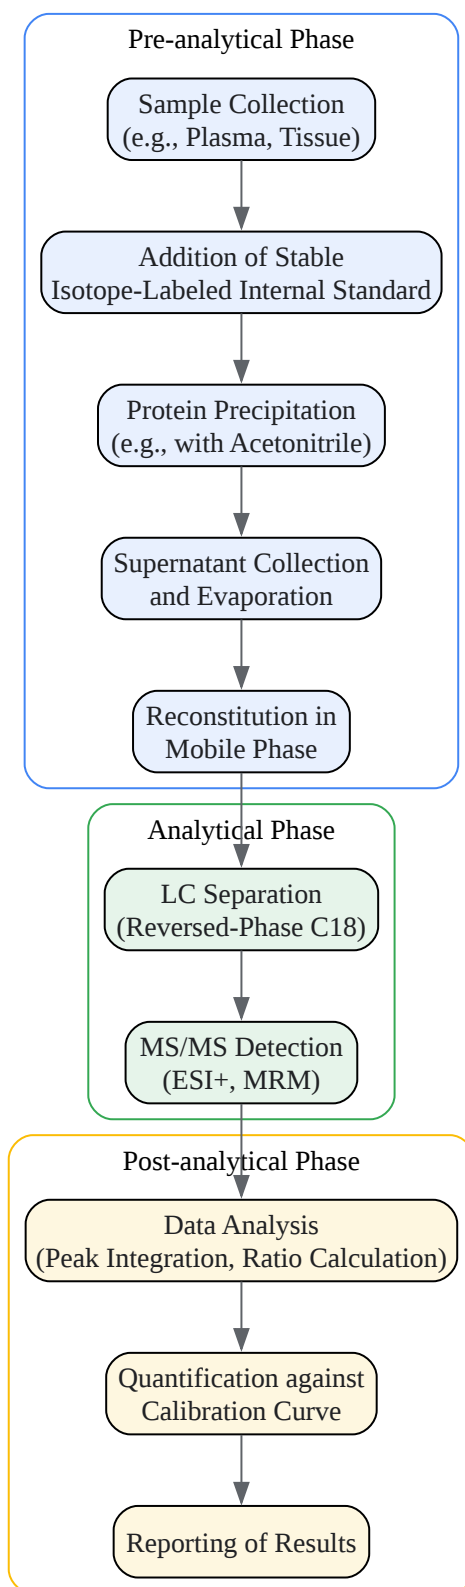 Pre-analytical Phase
Sample Collection
(e.g., Plasma, Tissue)
Addition of Stable
Isotope-Labeled Internal Standard
Protein Precipitation
(e.g., with Acetonitrile)
Supernatant Collection
and Evaporation
Reconstitution in
Mobile Phase
Analytical Phase
LC Separation
(Reversed-Phase C18)
MS/MS Detection
(ESI+, MRM)
Post-analytical Phase
Data Analysis
(Peak Integration, Ratio Calculation)
Quantification against
Calibration Curve
Reporting of Results